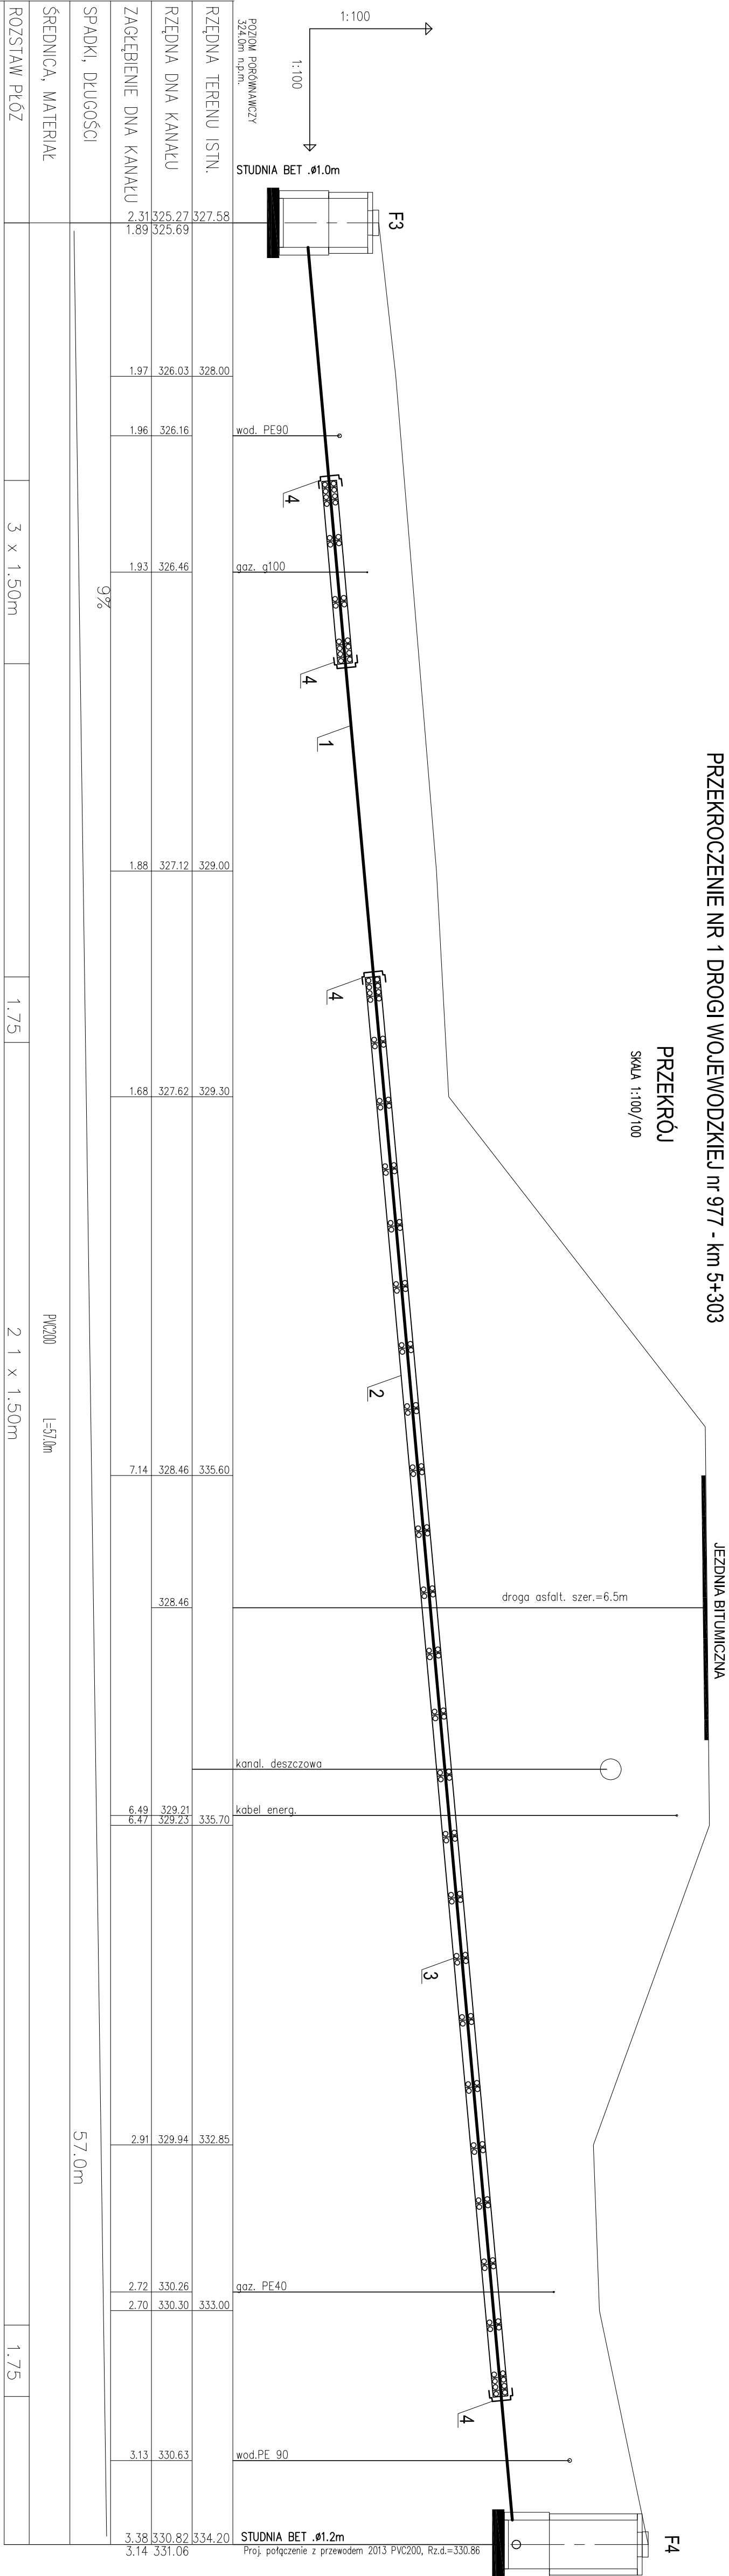 PRZEKROCZENIE NR 1 DROGI WOJEWODZKIEJ nr 977 - km 5+303
PRZEKRÓJ
SKALA 1:100/100
1:100
1:100
POZIOM PORÓWNAWCZY
324.0m n.p.m.
F3
STUDNIA BET .ø1.0m
wod. PE90
4
gaz. g100
4
1
4
2
JEZDNIA BITUMICZNA
droga asfalt. szer.=6.5m
kanal. deszczowa
kabel energ.
3
gaz. PE40
4
wod.PE 90
F4
STUDNIA BET .ø1.2m
Proj. połączenie z przewodem 2013 PVC200, Rz.d.=330.86
RZĘDNA TERENU ISTN.
327.58 328.00 329.00 329.30 335.60 335.70 332.85 333.00 334.20
RZĘDNA DNA KANAŁU
325.27 325.69 326.03 326.16 326.46 327.12 327.62 328.46 328.46 329.21 329.23 329.94 330.26 330.30 330.63 330.82 331.06
ZAGŁĘBIENIE DNA KANAŁU
2.31 1.89 1.97 1.96 1.93 1.88 1.68 7.14 6.49 6.47 2.91 2.72 2.70 3.13 3.38 3.14
SPADKI, DŁUGOŚCI
9% 57.0m
ŚREDNICA, MATERIAŁ
PVC200 L=57.0m
ROZSTAW PŁÓZ
3 x 1.50m 1.75 2 1 x 1.50m 1.75